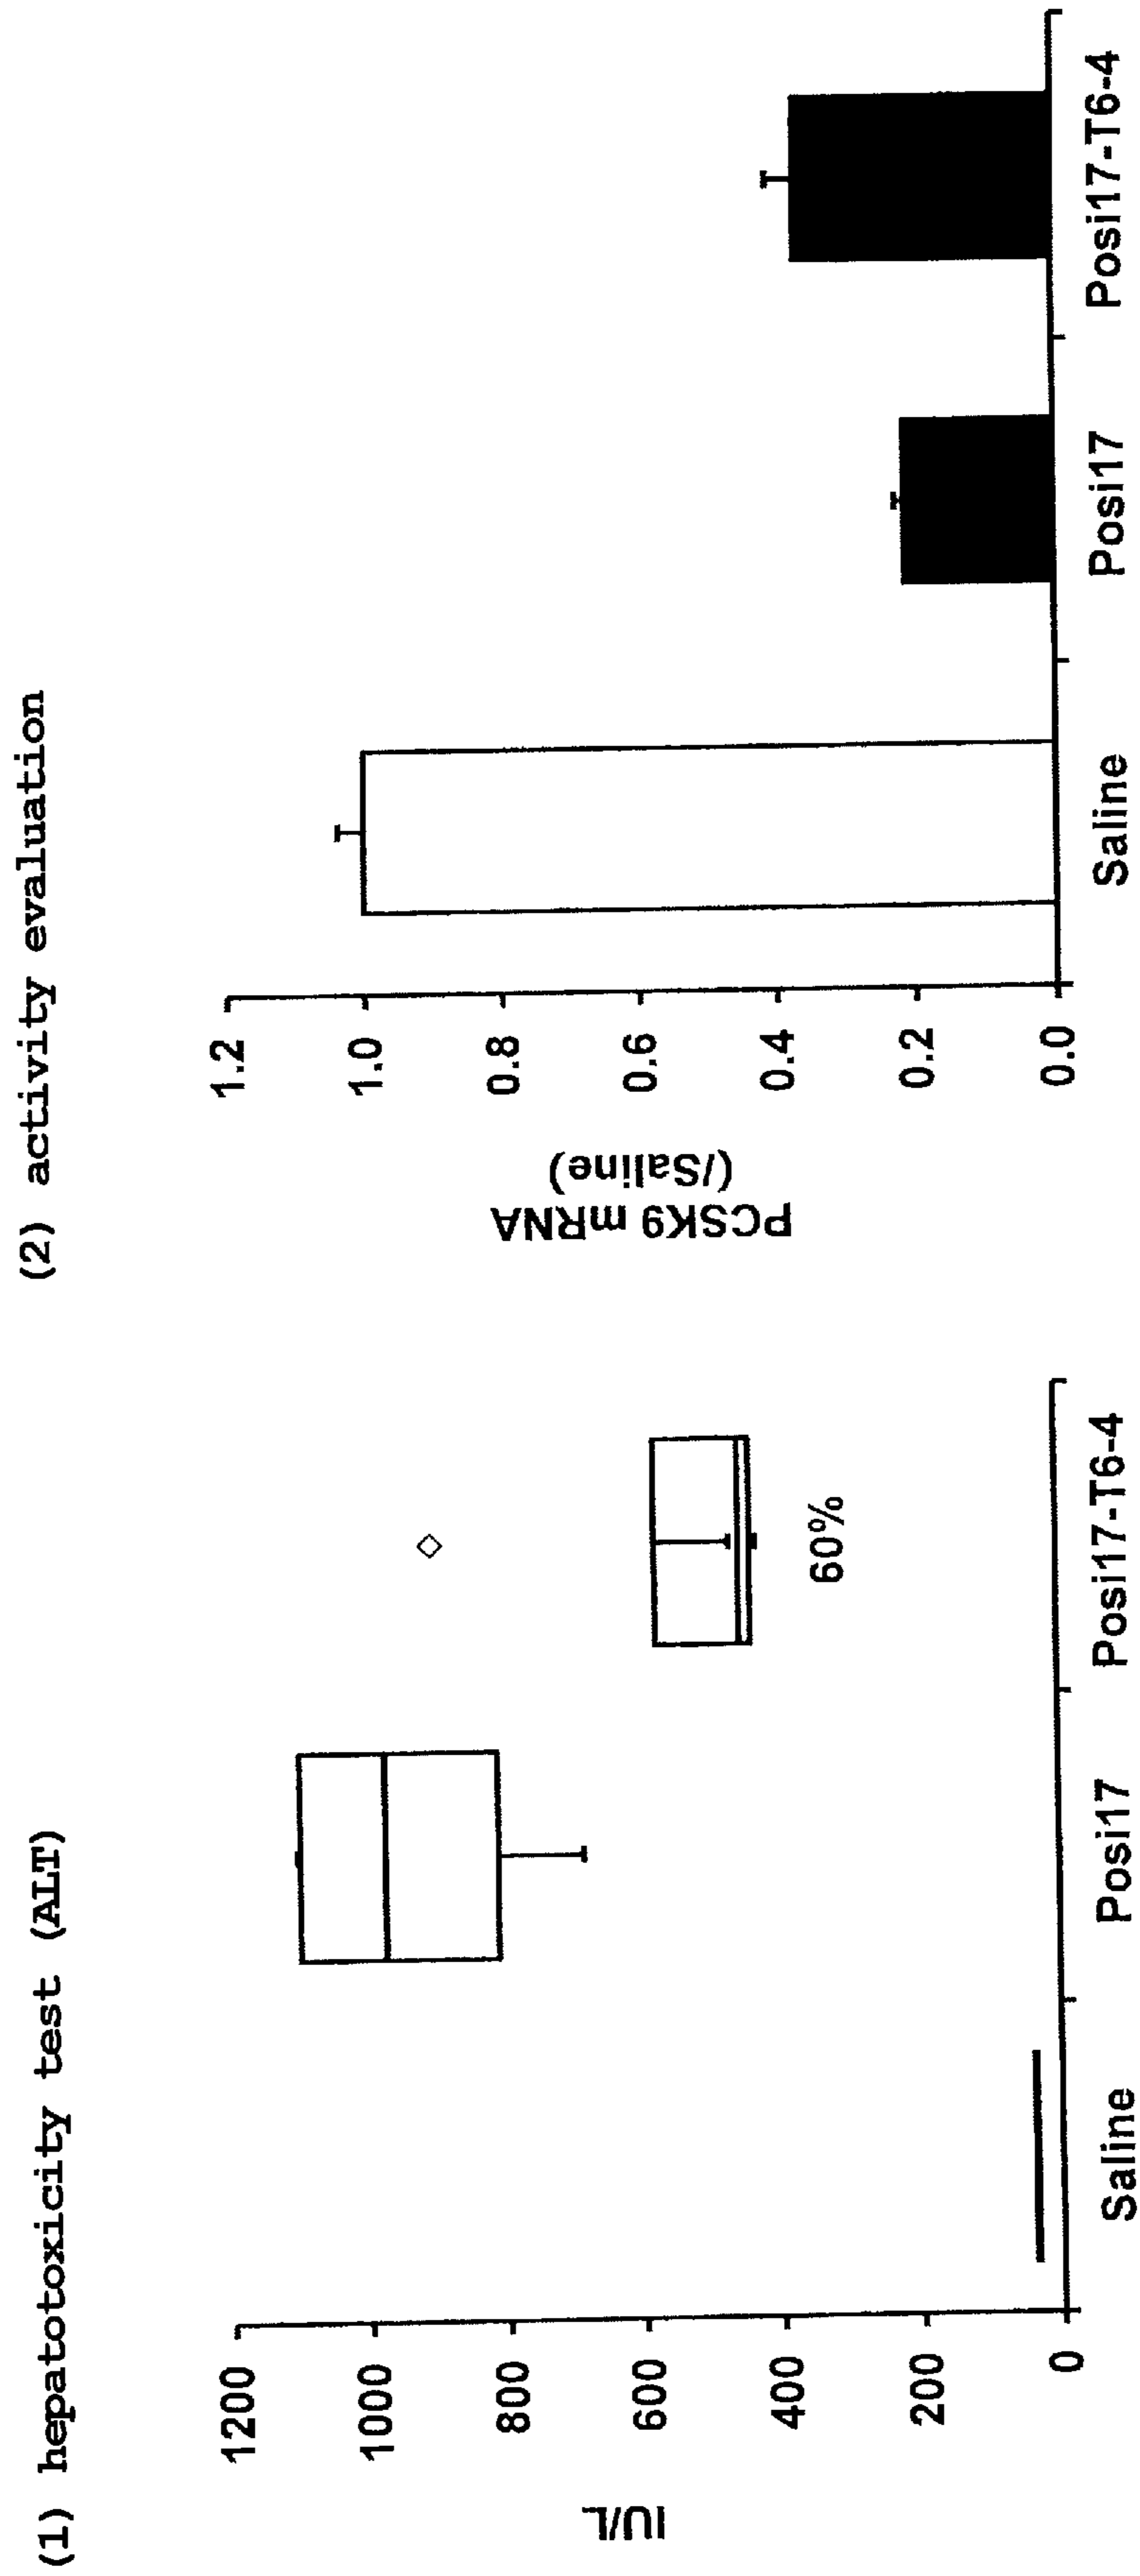 (1) hepatotoxicity test (ALT)
IU/L
1200
1000
800
600
400
200
0
60%
Saline
Posi17
Posi17-T6-4
(2) activity evaluation
PCSK9 mRNA
(/Saline)
1.2
1.0
0.8
0.6
0.4
0.2
0.0
Saline
Posi17
Posi17-T6-4